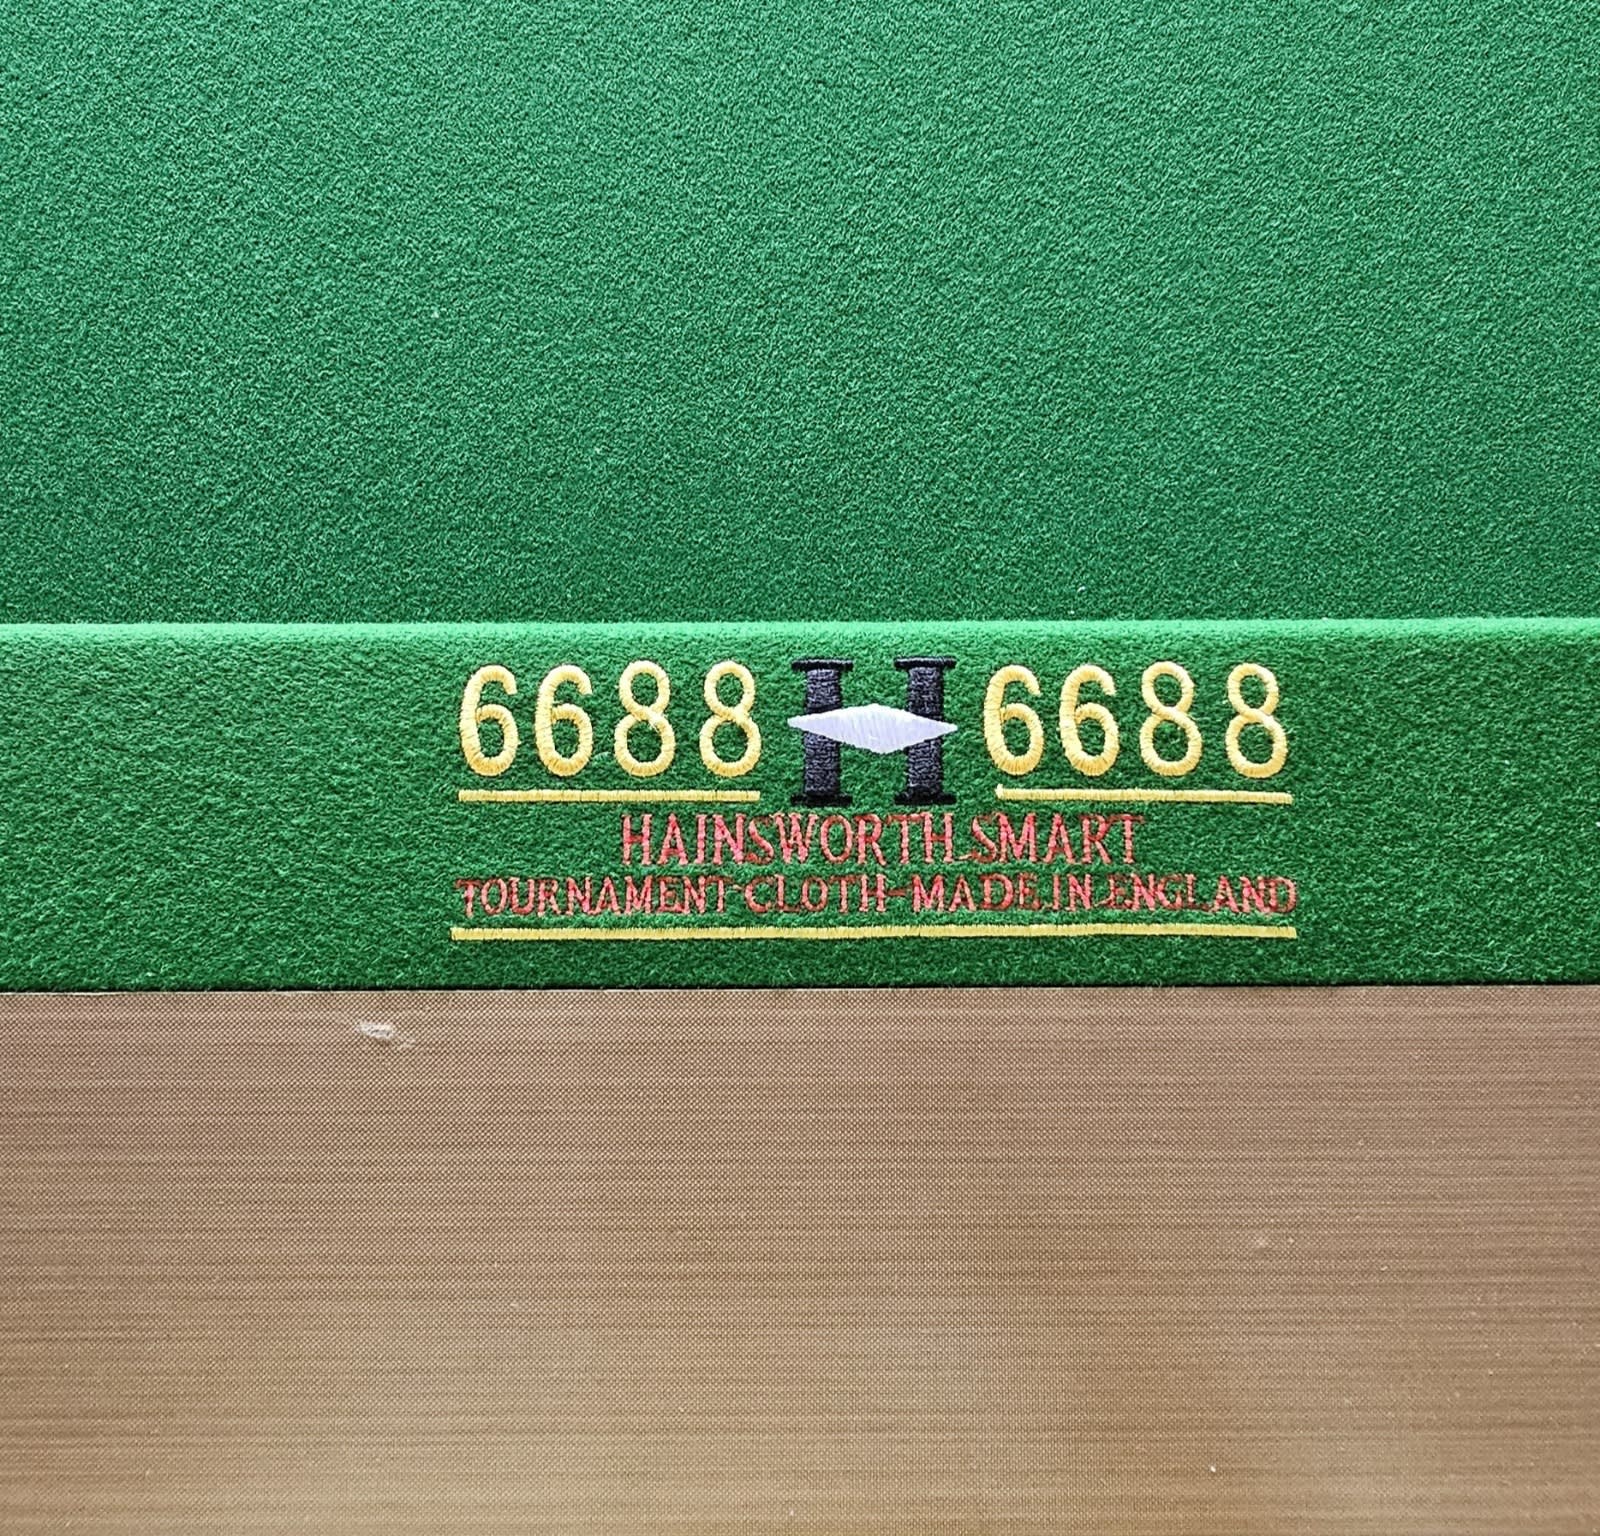 6688 H 6688
HAINSWORTH SMART
TOURNAMENT-CLOTH-MADE IN ENGLAND